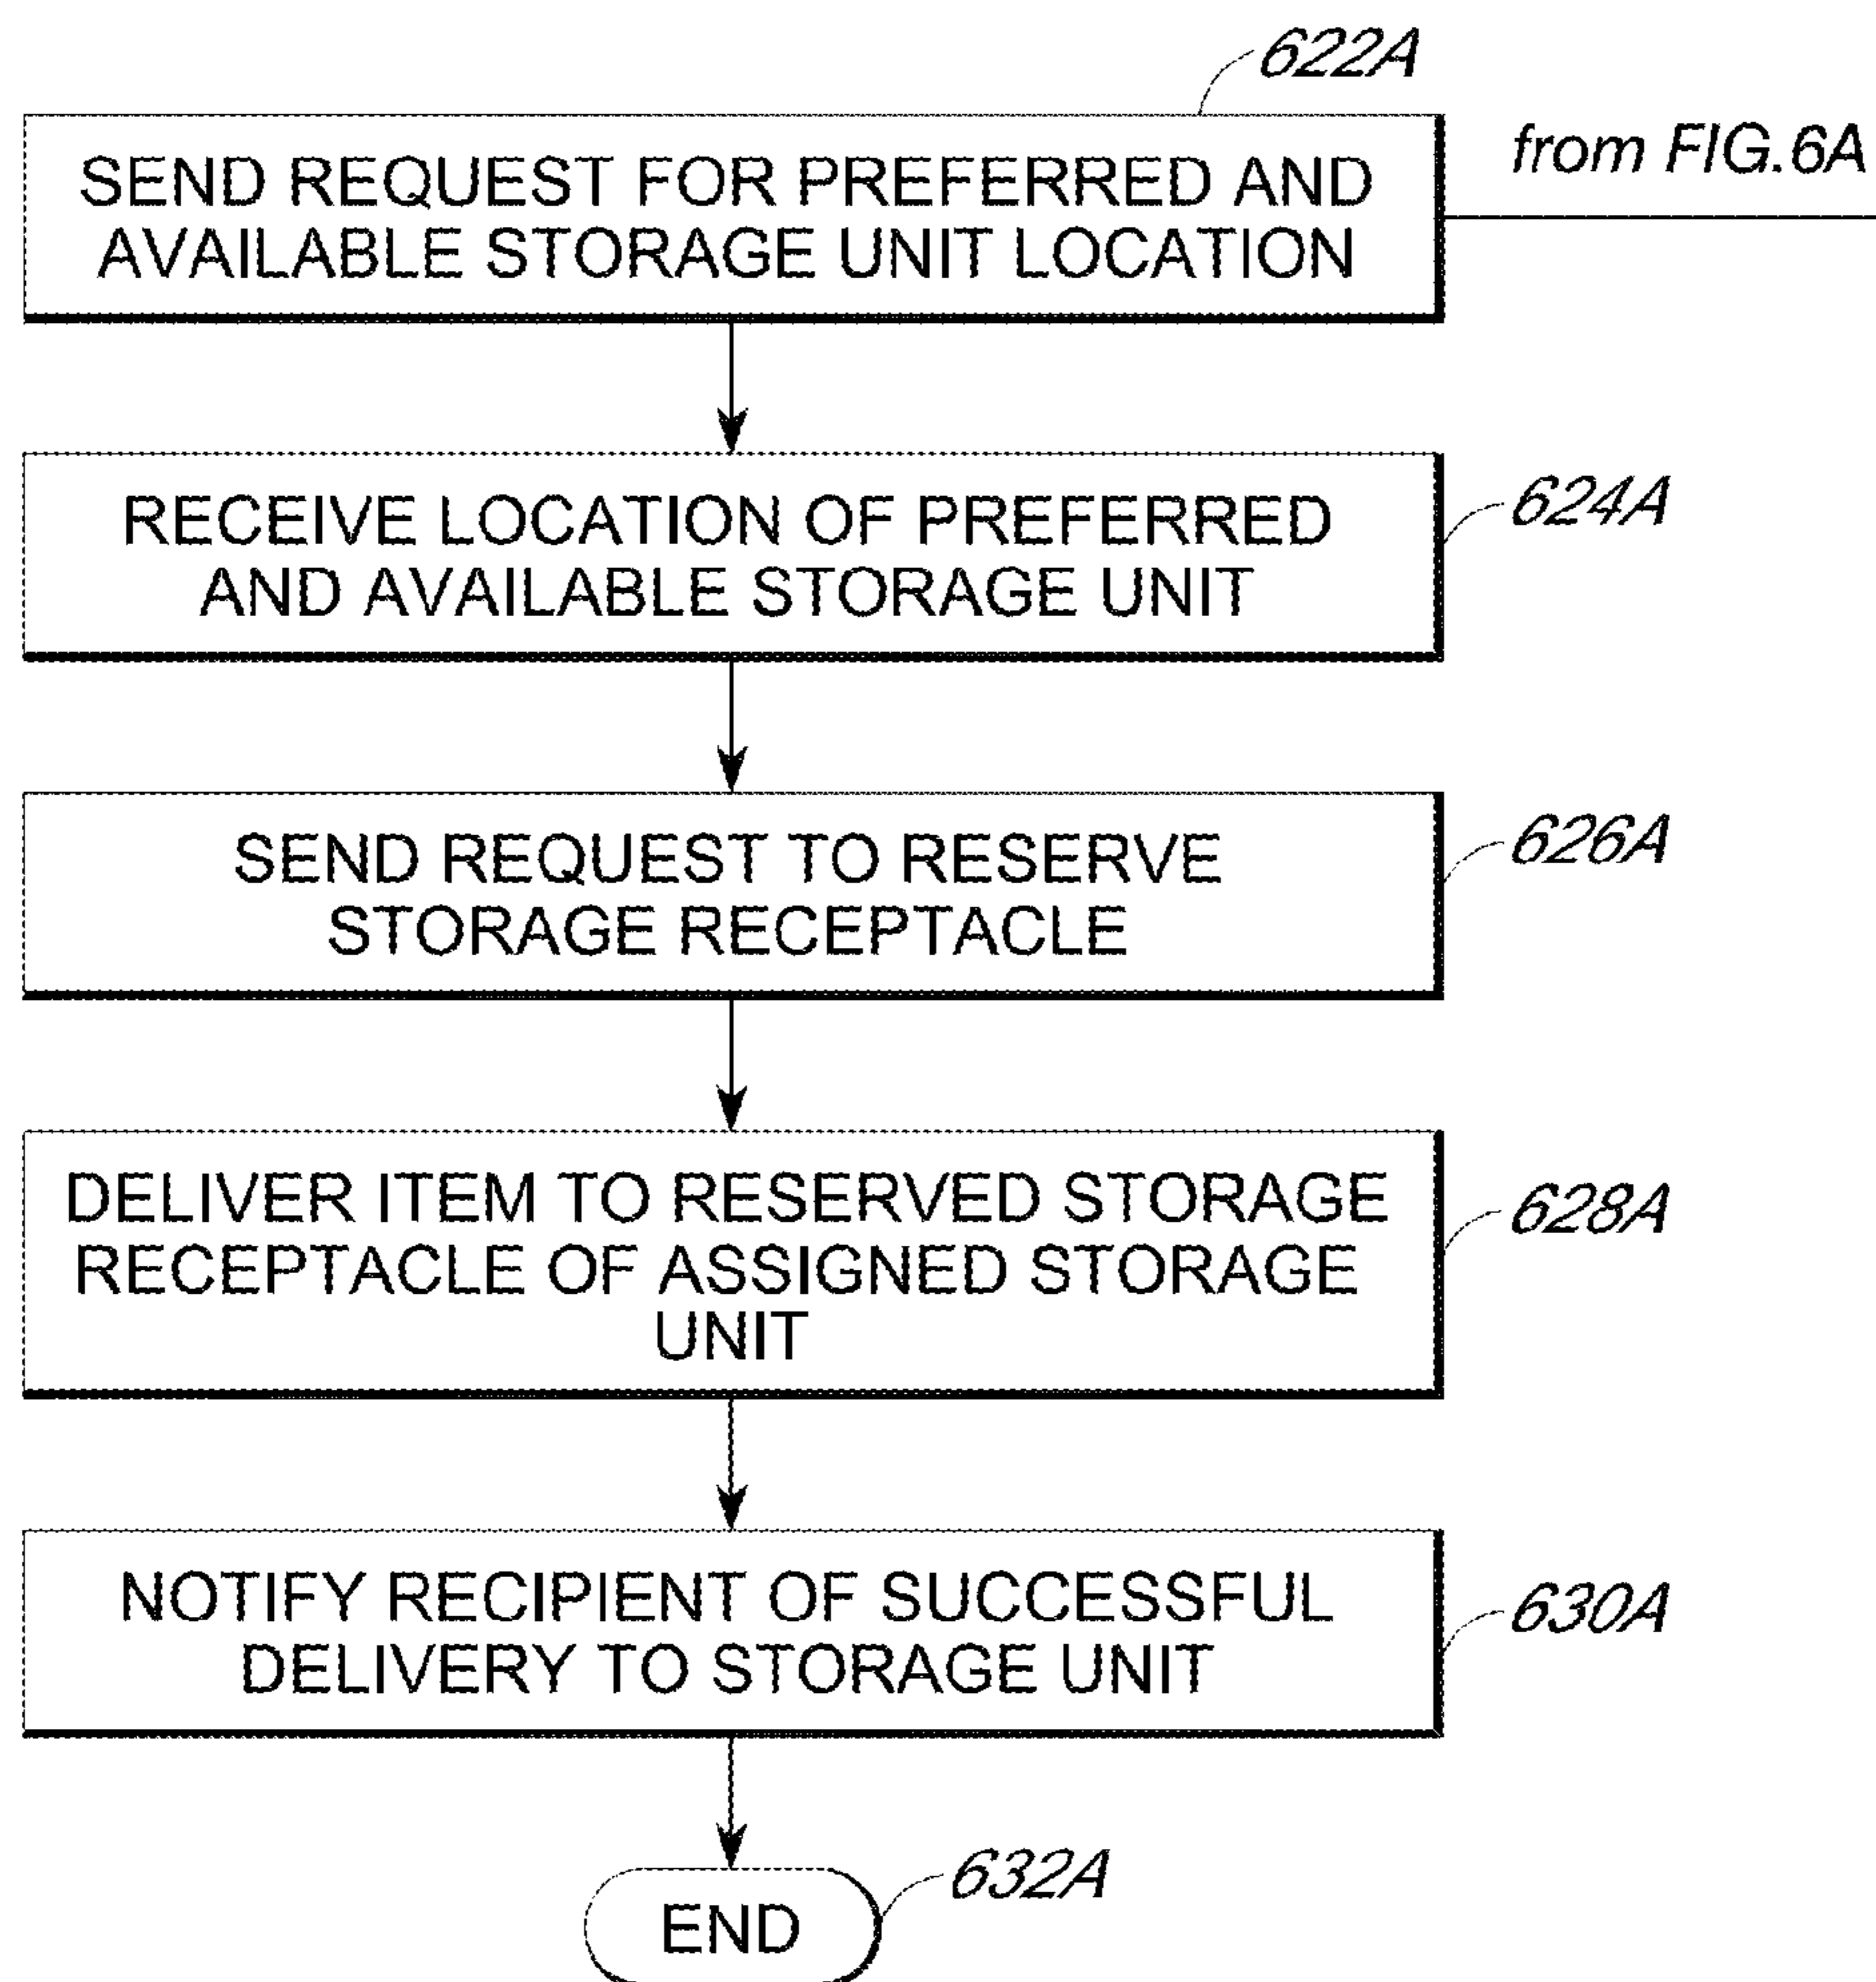 622A
from FIG.6A
SEND REQUEST FOR PREFERRED AND
AVAILABLE STORAGE UNIT LOCATION
624A
RECEIVE LOCATION OF PREFERRED
AND AVAILABLE STORAGE UNIT
626A
SEND REQUEST TO RESERVE
STORAGE RECEPTACLE
628A
DELIVER ITEM TO RESERVED STORAGE
RECEPTACLE OF ASSIGNED STORAGE
UNIT
630A
NOTIFY RECIPIENT OF SUCCESSFUL
DELIVERY TO STORAGE UNIT
632A
END